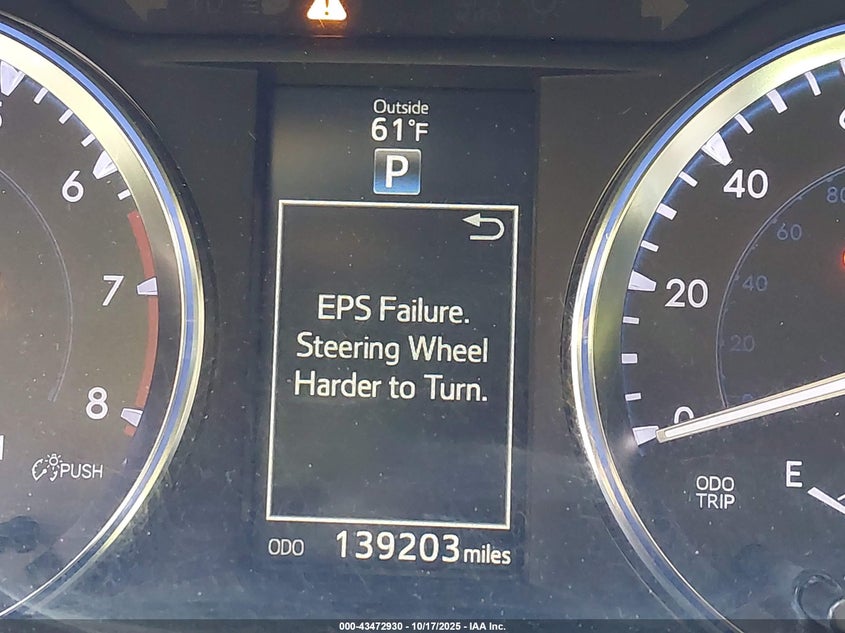 Outside
61°F
P
EPS Failure.
Steering Wheel
Harder to Turn.
ODO 139203 miles
6
7
8
PUSH
40
20
0
80
60
40
20
ODO
TRIP
E
000-43472930 - 10/17/2025 - IAA Inc.